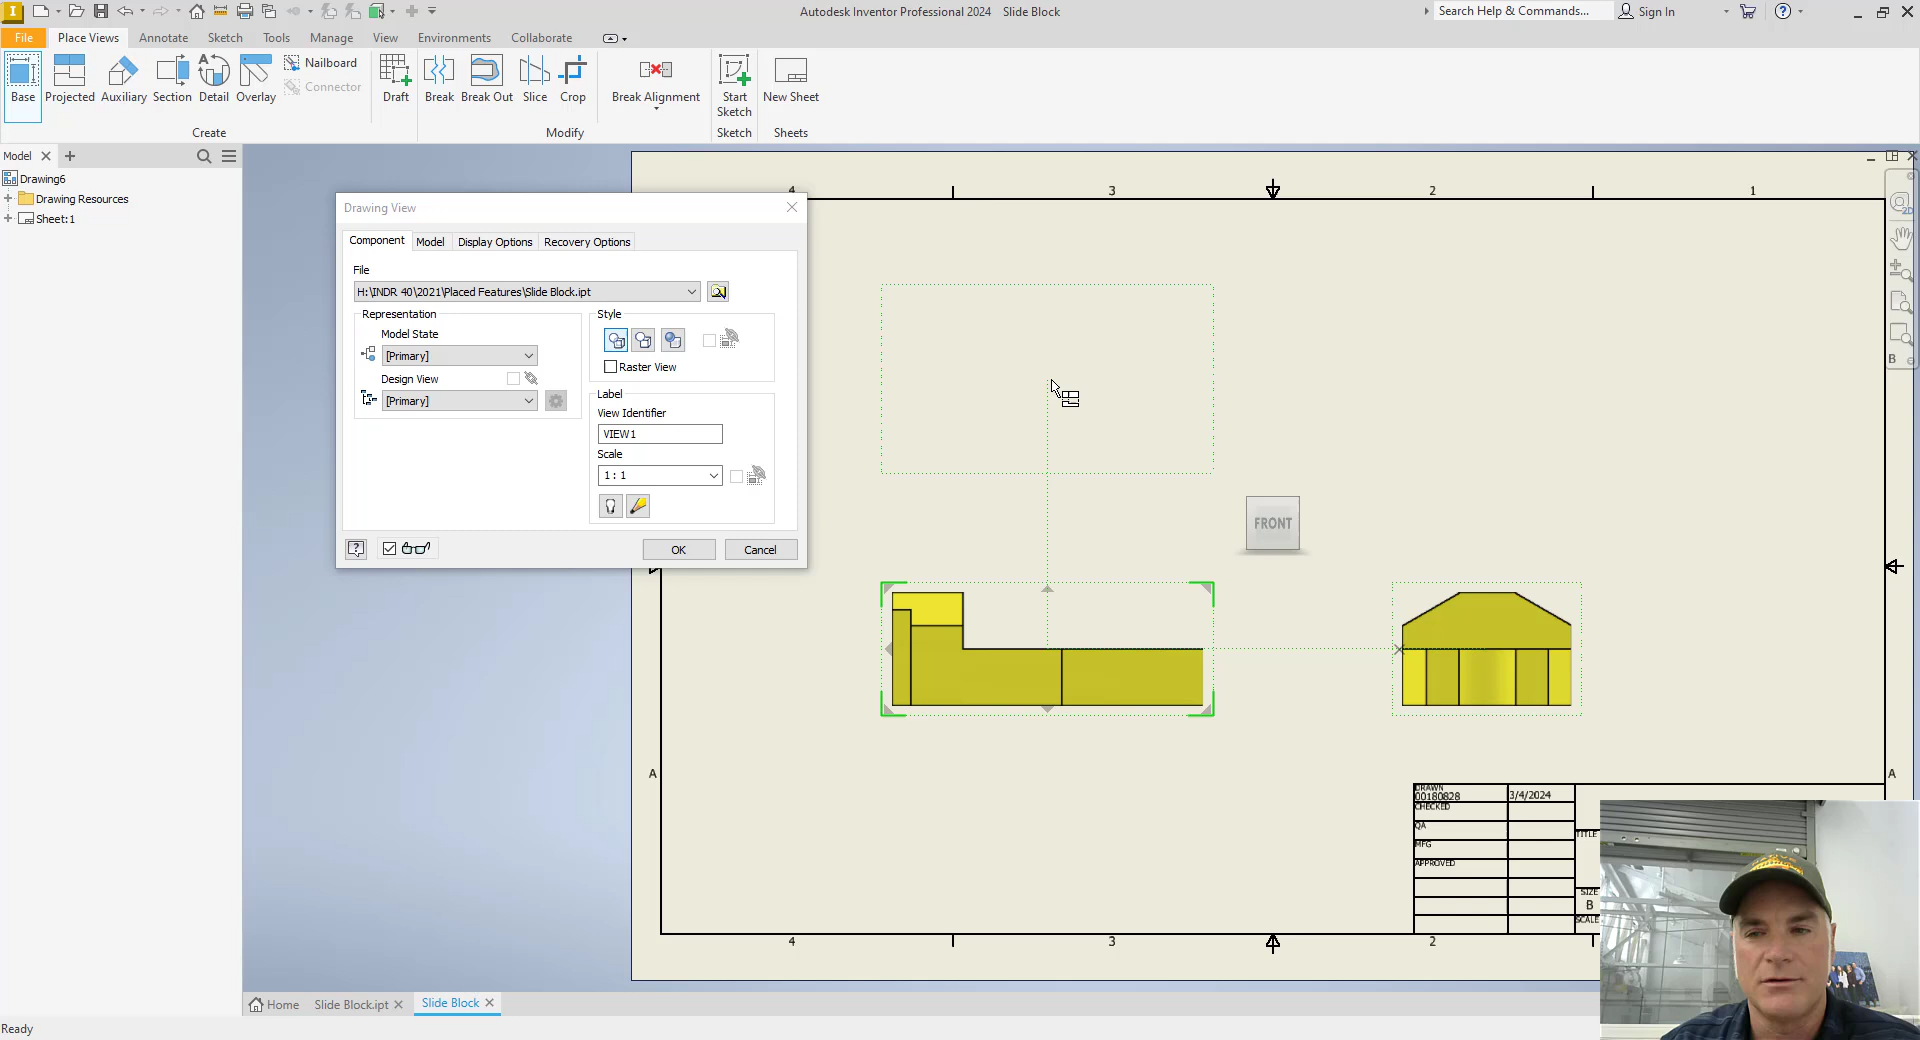 Autodesk Inventor Professional 2024 Slide Block
Search Help & Commands...
Sign In
File
Place Views
Annotate
Sketch
Tools
Manage
View
Environments
Collaborate
Base
Projected
Auxiliary
Section
Detail
Overlay
Nailboard
Connector
Draft
Break
Break Out
Slice
Crop
Break Alignment
Start
Sketch
New Sheet
Create
Modify
Sketch
Sheets
Model
Drawing6
Drawing Resources
Sheet:1
Drawing View
Component
Model
Display Options
Recovery Options
File
H:\INDR 40\2021\Placed Features\Slide Block.ipt
Representation
Model State
[Primary]
Design View
[Primary]
Style
Raster View
Label
View Identifier
VIEW1
Scale
1 : 1
OK
Cancel
4
3
2
1
2D
B
FRONT
A
A
DRAWN
00180828
3/4/2024
CHECKED
QA
TITLE
MFG
APPROVED
SIZE
B
SCALE
4
3
2
Home
Slide Block.ipt
Slide Block
Ready